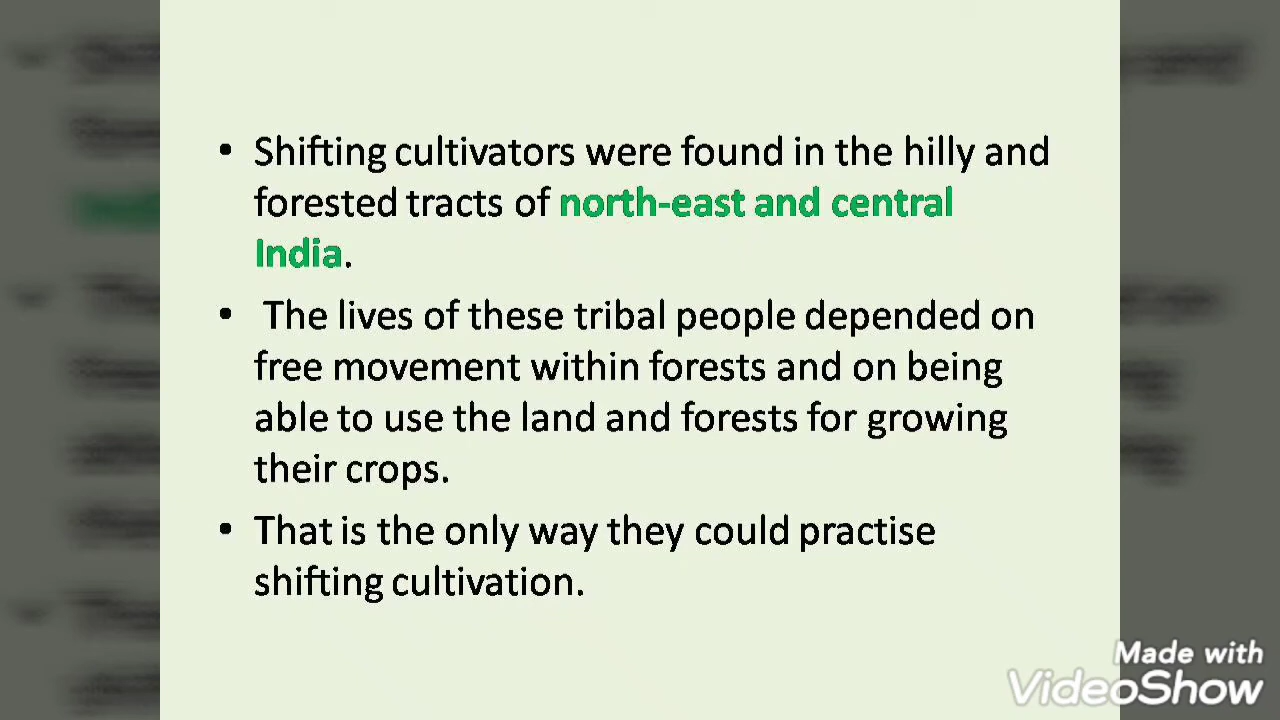 • Shifting cultivators were found in the hilly and
forested tracts of north-east and central
India.
• The lives of these tribal people depended on
free movement within forests and on being
able to use the land and forests for growing
their crops.
• That is the only way they could practise
shifting cultivation.
Made with
VideoShow